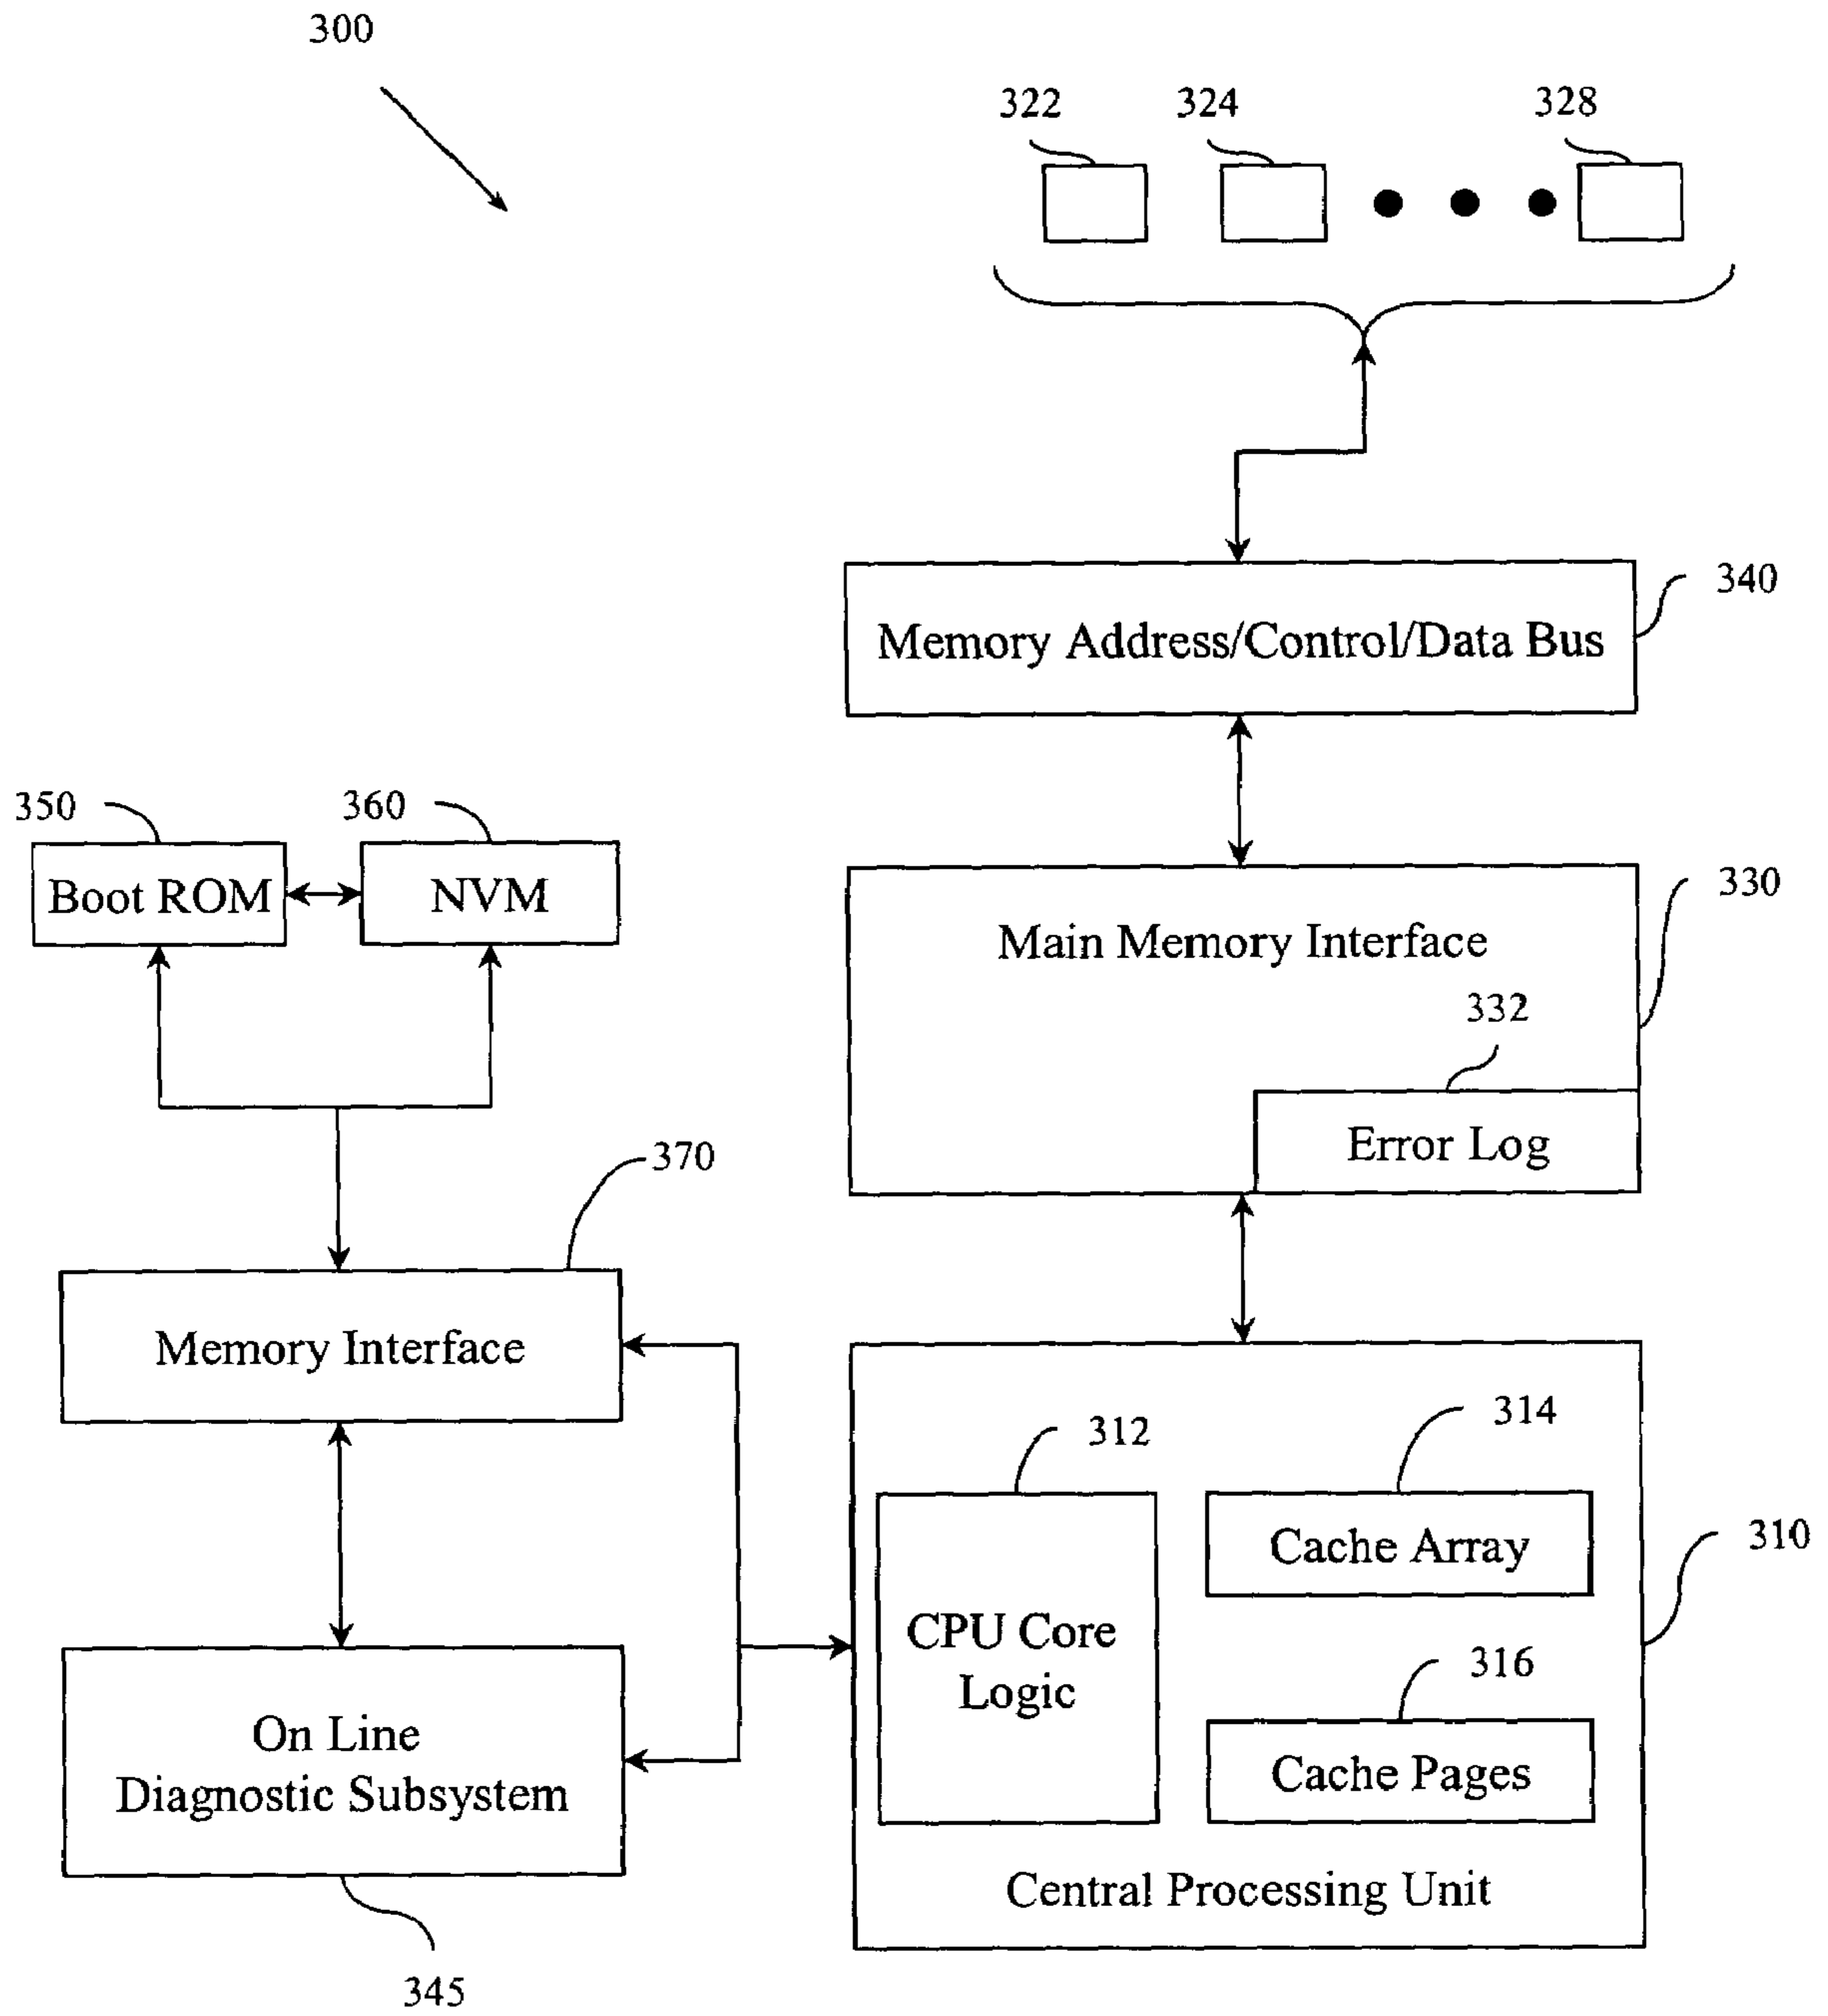 300
322 324 328
340
Memory Address/Control/Data Bus
350 360
Boot ROM NVM
330
Main Memory Interface
332
Error Log
370
Memory Interface
312 314
310
Cache Array
CPU Core
Logic
316
Cache Pages
On Line
Diagnostic Subsystem
Central Processing Unit
345